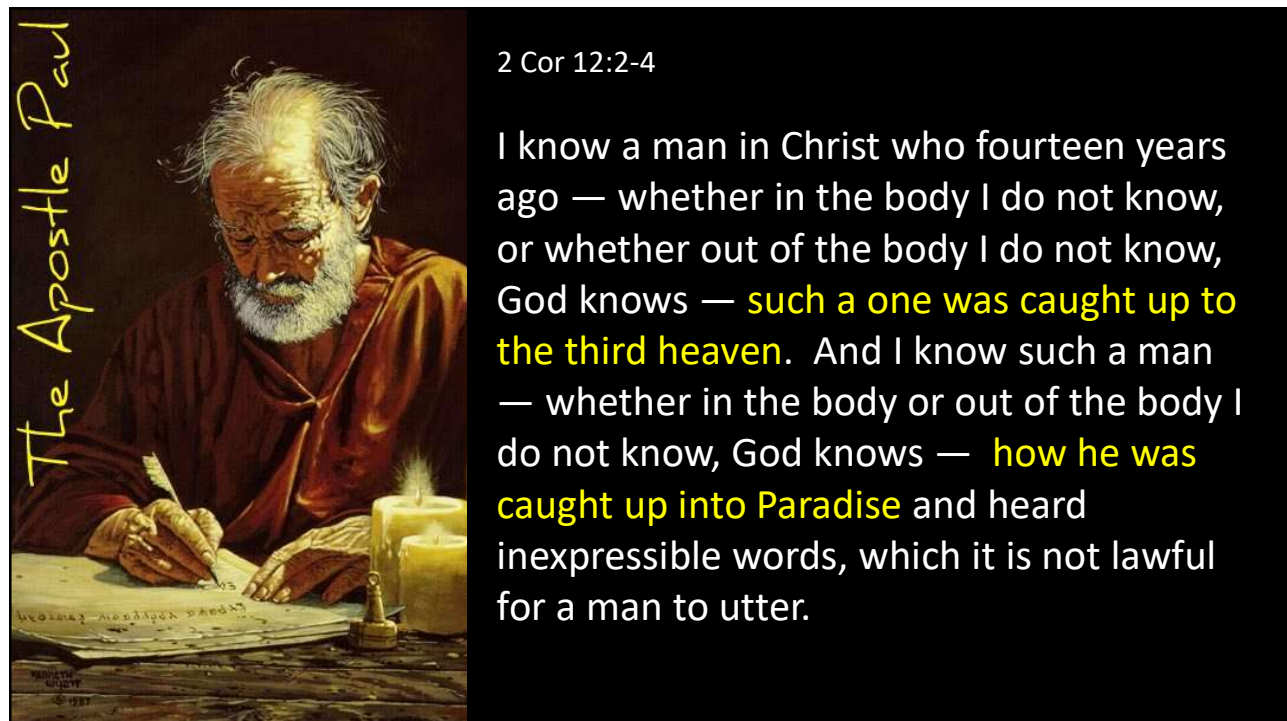 The Apostle Paul
2 Cor 12:2-4
I know a man in Christ who fourteen years
ago — whether in the body I do not know,
or whether out of the body I do not know,
God knows — such a one was caught up to
the third heaven.  And I know such a man
— whether in the body or out of the body I
do not know, God knows —  how he was
caught up into Paradise and heard
inexpressible words, which it is not lawful
for a man to utter.
KENNETH
WYATT
© 1987